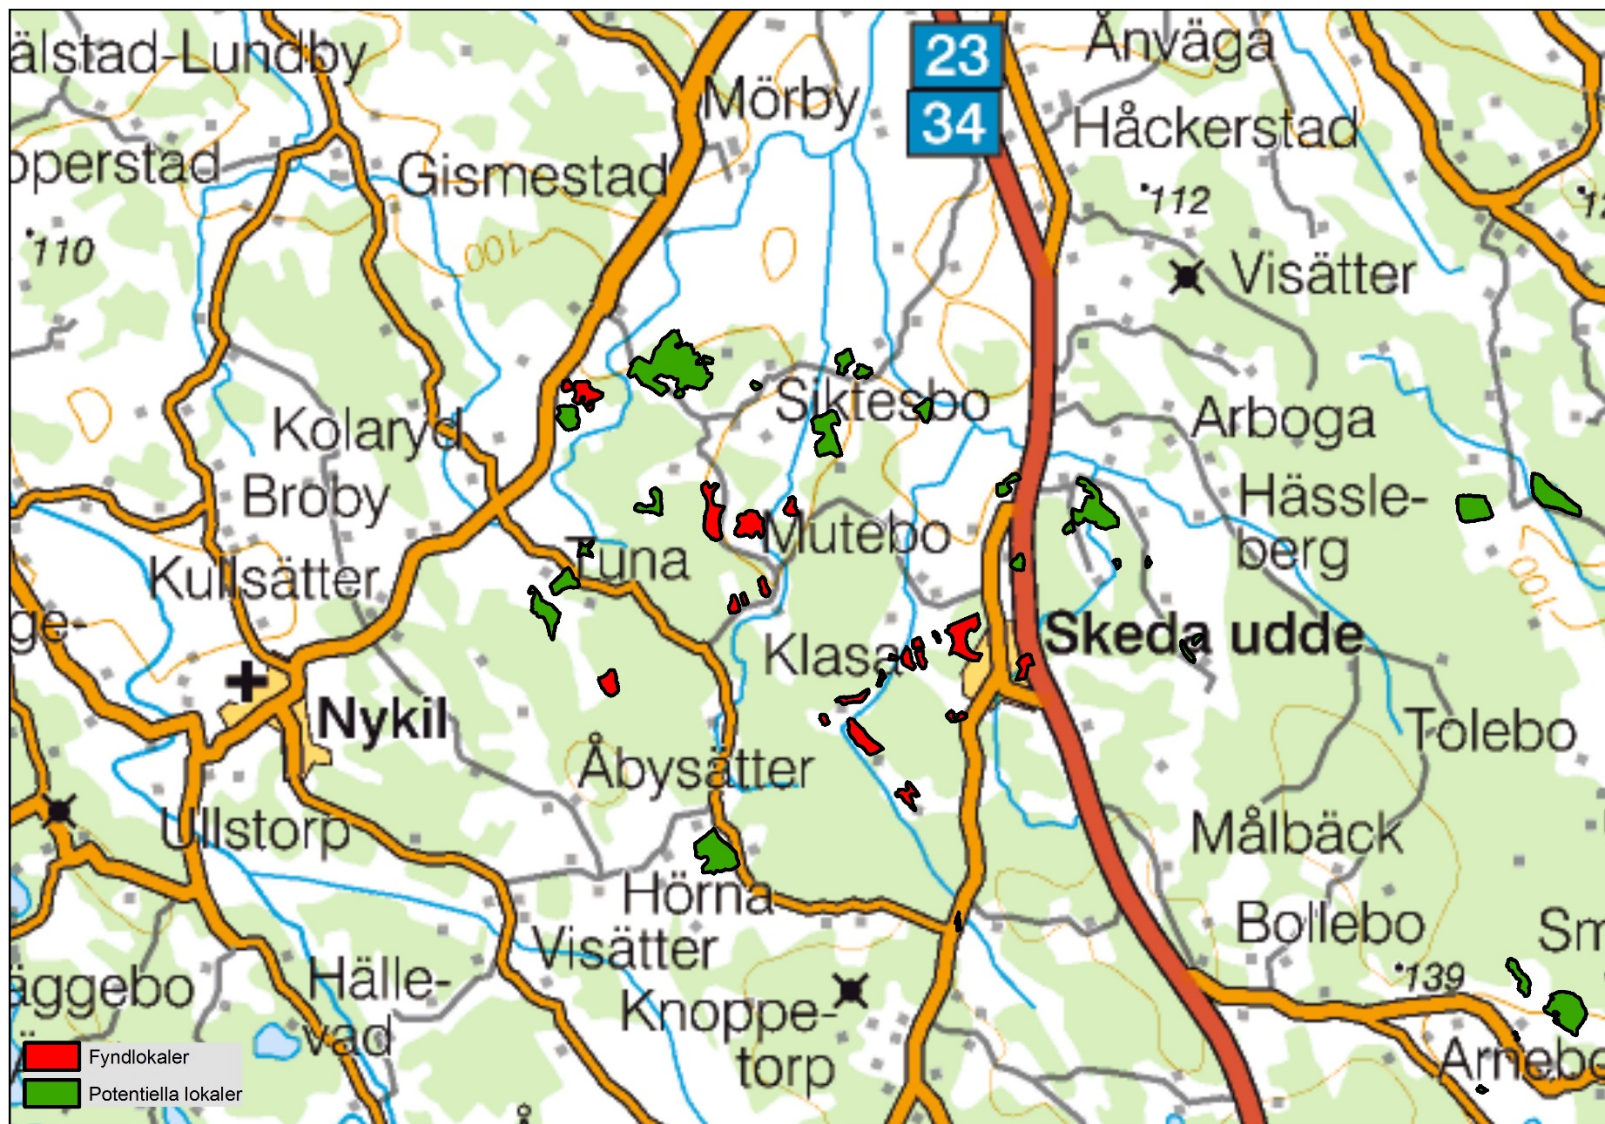 älstad-Lundby
23
Ånväga
Mörby
34
Håckerstad
pperstad
Gismestad
112
12
110
100
Visätter
Siktesbo
Arboga
Kolaryd
Broby
Hässle-
berg
Mutebo
Tuna
Kullsätter
100
ge-
Klasa
Skeda udde
Nykil
Tolebo
Åbysätter
Ullstorp
Målbäck
Hörna
Bollebo
Sm
Visätter
Hälle-
vad
139
äggebo
Knoppe-
torp
Arnebo
Fyndlokaler
Potentiella lokaler